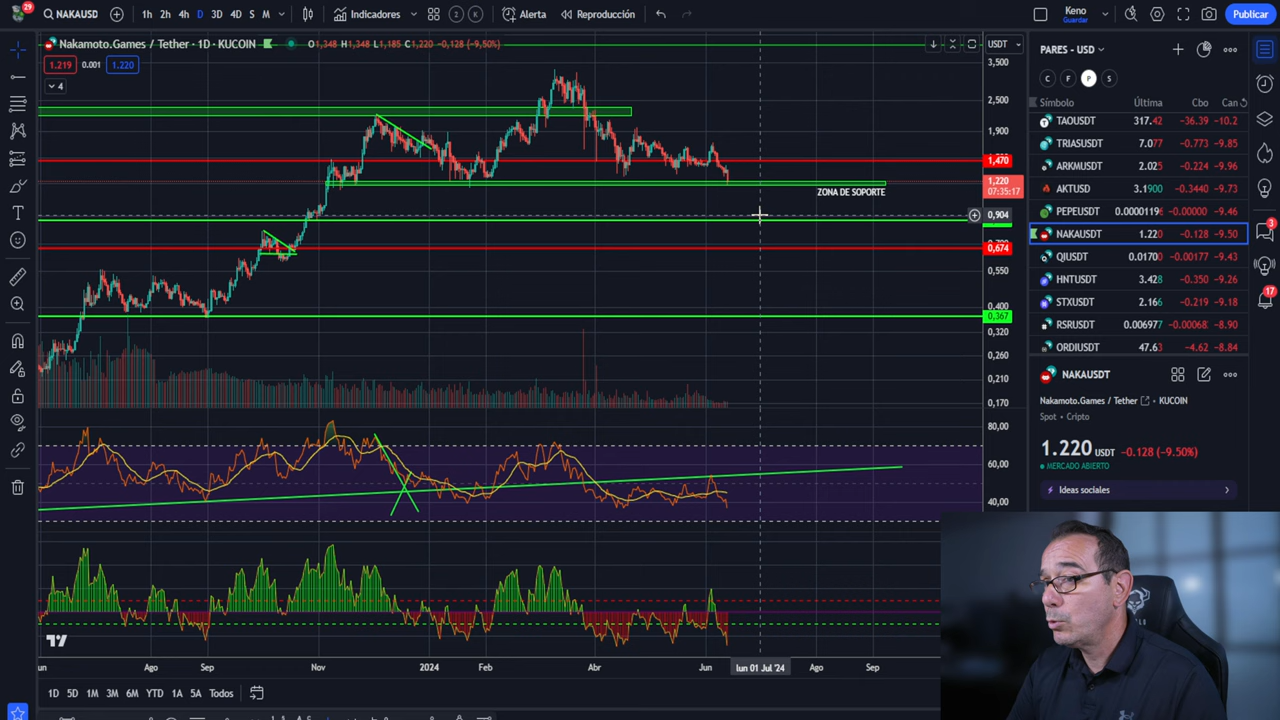 29
NAKAUSD
1h 2h 4h D 3D 4D S M
Indicadores
2
K
Alerta
Reproducción
Keno
Guardar
Publicar
Nakamoto.Games / Tether · 1D · KUCOIN
O1,348 H1,348 L1,185 C1,220 -0,128 (-9,50%)
USDT
1.219 0.001 1.220
4
ZONA DE SOPORTE
3,500
2,500
1,900
1,470
1,220
07:35:17
0,904
0,674
0,550
0,400
0,367
0,320
0,260
0,210
0,170
80,00
60,00
40,00
Ago Sep Nov 2024 Feb Abr Jun lun 01 Jul '24 Ago Sep
1D 5D 1M 3M 6M YTD 1A 5A Todos
PARES - USD
C F P S
Símbolo Última Cbo Can
TAOUSDT 317.42 -36.39 -10.2
TRIASUSDT 7.077 -0.773 -9.85
ARKMUSDT 2.025 -0.224 -9.96
AKTUSD 3.1900 -0.3440 -9.73
PEPEUSDT 0.0000119 -0.00000 -9.46
NAKAUSDT 1.220 -0.128 -9.50
QIUSDT 0.01700 -0.00177 -9.43
HNTUSDT 3.428 -0.350 -9.26
STXUSDT 2.166 -0.219 -9.18
RSRUSDT 0.006977 -0.00068 -8.90
ORDIUSDT 47.63 -4.62 -8.84
NAKAUSDT
Nakamoto.Games / Tether KUCOIN
Spot · Cripto
1.220 USDT -0.128 (-9.50%)
MERCADO ABIERTO
Ideas sociales
3
17